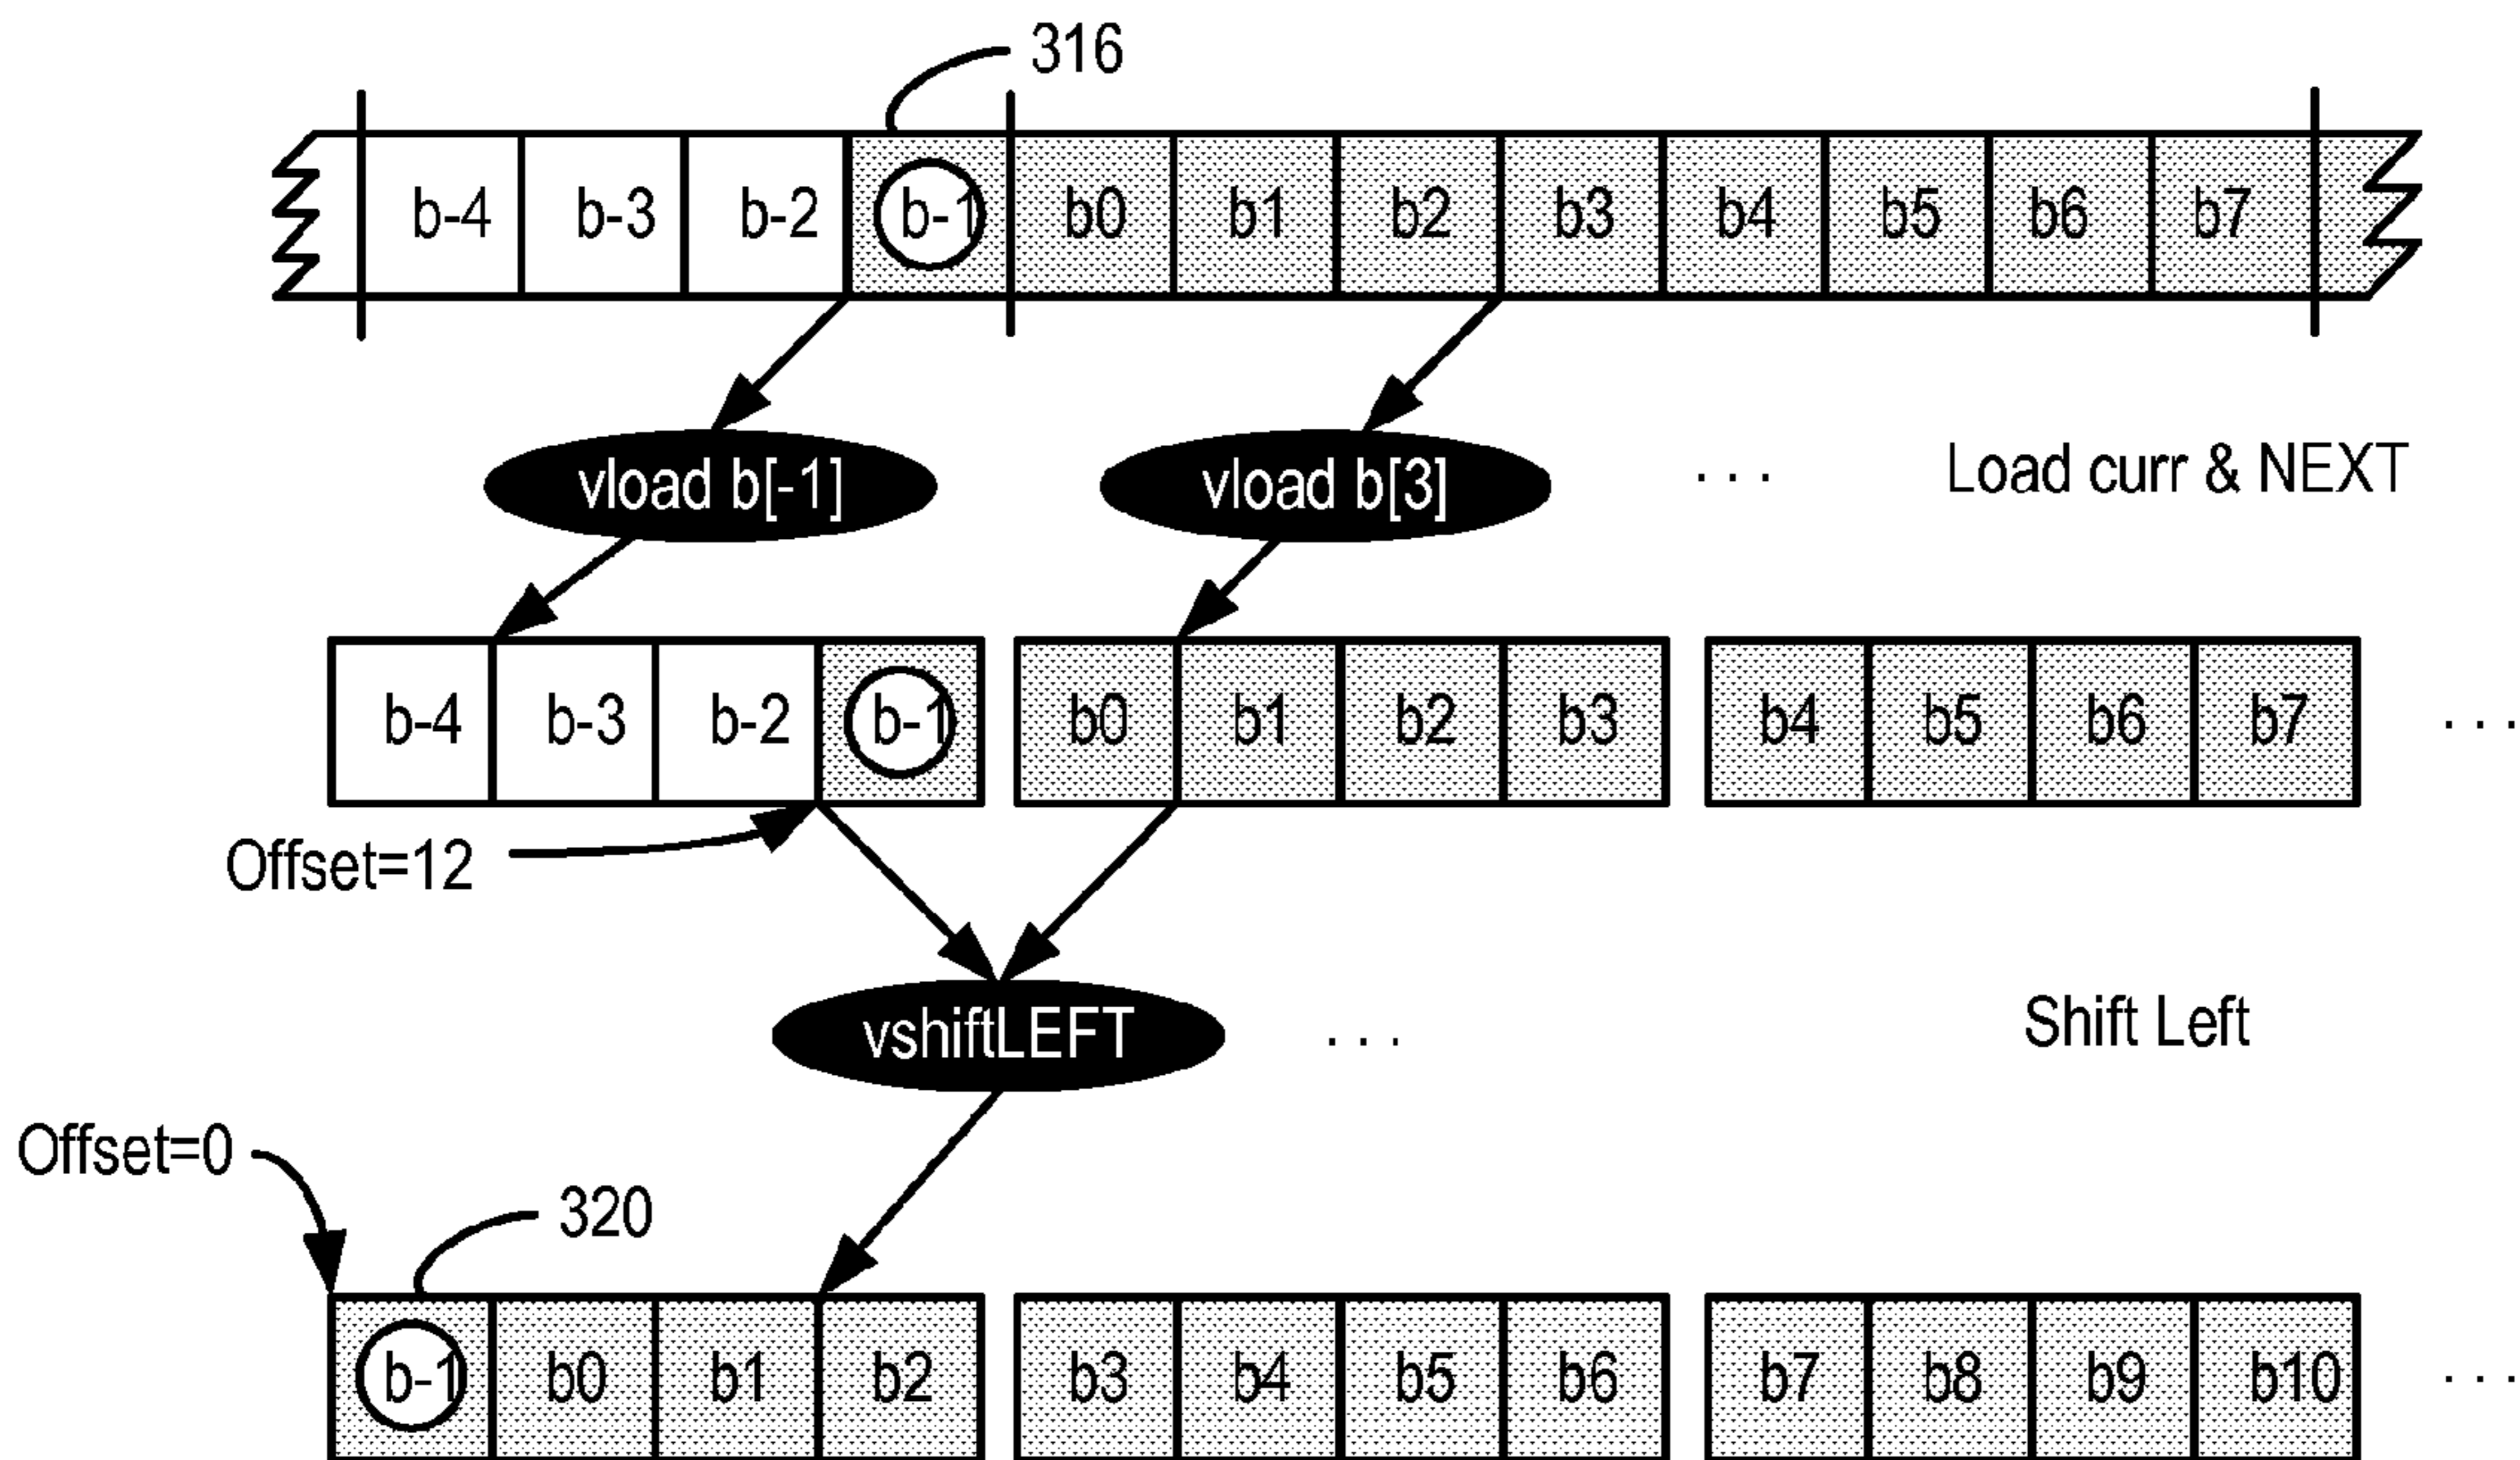 316
b-4 b-3 b-2 b-1 b0 b1 b2 b3 b4 b5 b6 b7
vload b[-1] vload b[3] . . . Load curr & NEXT
b-4 b-3 b-2 b-1 b0 b1 b2 b3 b4 b5 b6 b7 . . .
Offset=12
vshiftLEFT . . . Shift Left
Offset=0
320
b-1 b0 b1 b2 b3 b4 b5 b6 b7 b8 b9 b10 . . .